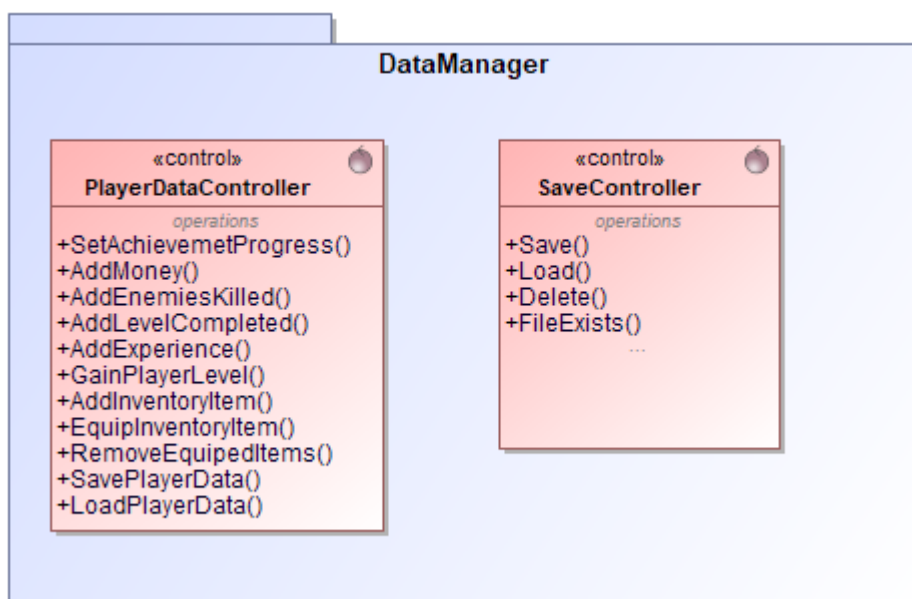 DataManager
«control»
PlayerDataController
operations
+SetAchievemetProgress()
+AddMoney()
+AddEnemiesKilled()
+AddLevelCompleted()
+AddExperience()
+GainPlayerLevel()
+AddInventoryItem()
+EquipInventoryItem()
+RemoveEquipedItems()
+SavePlayerData()
+LoadPlayerData()
«control»
SaveController
operations
+Save()
+Load()
+Delete()
+FileExists()
...